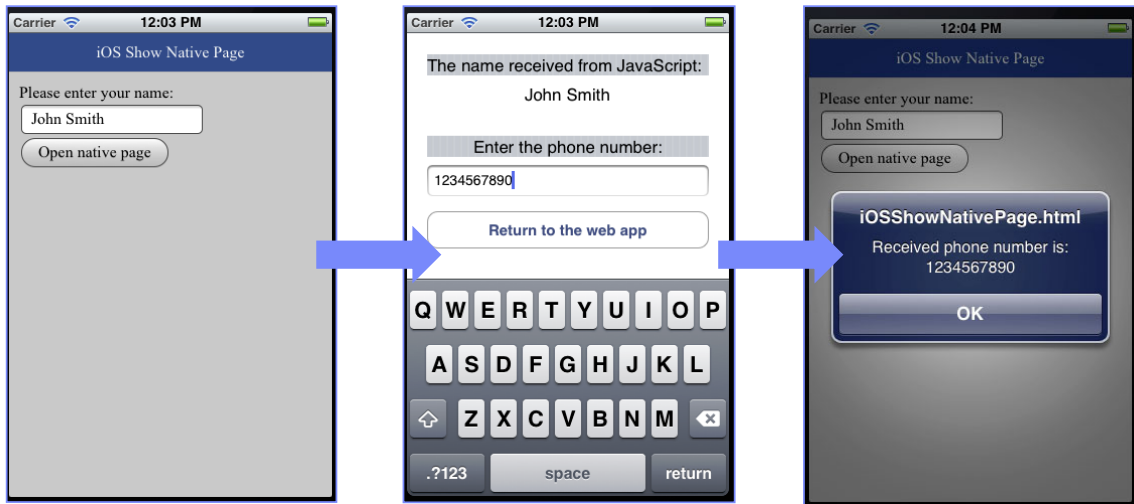 Carrier 12:03 PM
iOS Show Native Page
Please enter your name:
John Smith
Open native page
Carrier 12:03 PM
The name received from JavaScript:
John Smith
Enter the phone number:
1234567890
Return to the web app
Q W E R T Y U I O P
A S D F G H J K L
Z X C V B N M
.?123 space return
Carrier 12:04 PM
iOS Show Native Page
Please enter your name:
John Smith
Open native page
iOSShowNativePage.html
Received phone number is:
1234567890
OK